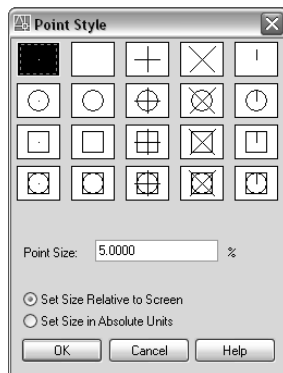 Point Style
Point Size: 5.0000 %
Set Size Relative to Screen
Set Size in Absolute Units
OK Cancel Help